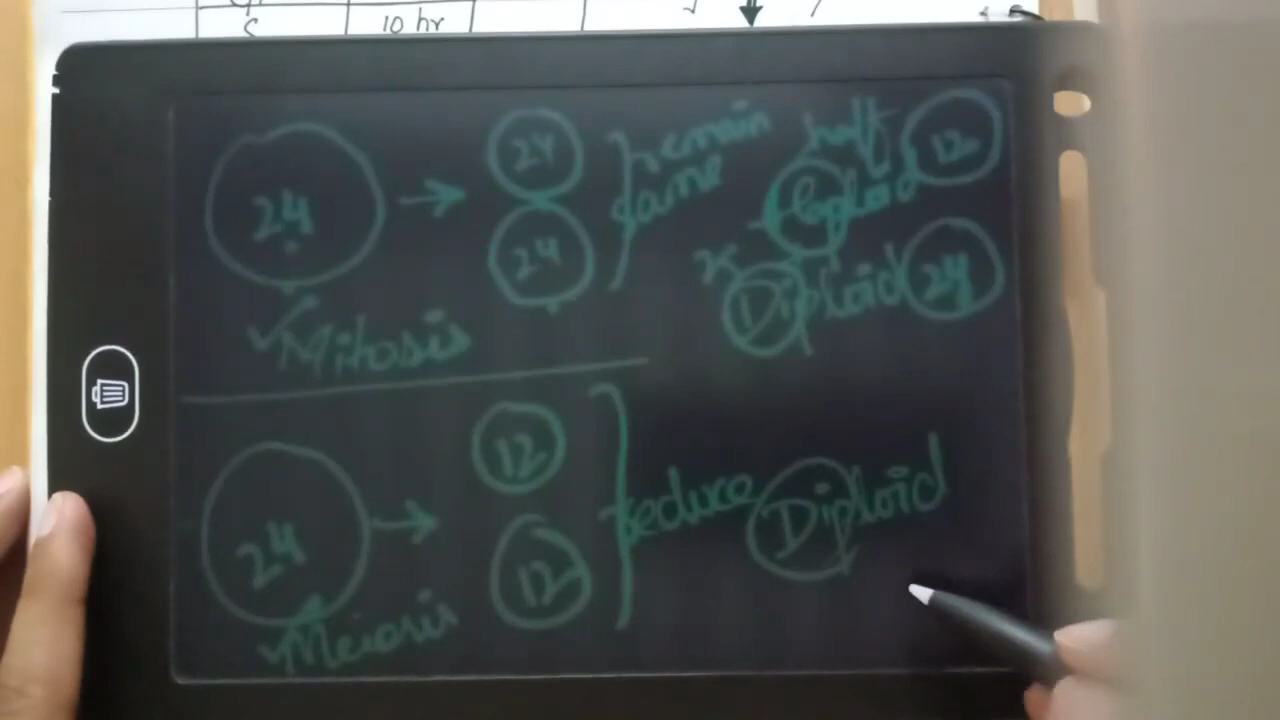 S 10 hr
24 → 24
24
remain
same
Mitosis
half
Haploid 12
2x
Diploid 24
24 → 12
12
reduce Diploid
Meiosis